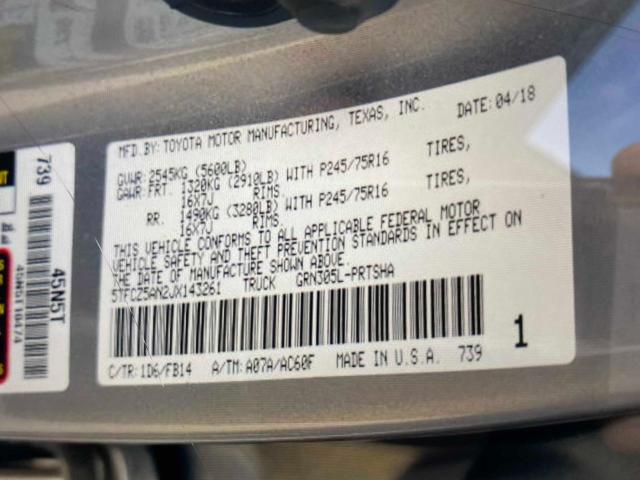 MFD.BY: TOYOTA MOTOR MANUFACTURING, TEXAS, INC. DATE: 04/18
GVWR: 2545KG (5600LB)
GAWR: FRT. 1320KG (2910LB) WITH P245/75R16 TIRES,
16X7J RIMS
RR. 1490KG (3280LB) WITH P245/75R16 TIRES,
16X7J RIMS
THIS VEHICLE CONFORMS TO ALL APPLICABLE FEDERAL MOTOR
VEHICLE SAFETY AND THEFT PREVENTION STANDARDS IN EFFECT ON
THE DATE OF MANUFACTURE SHOWN ABOVE.
5TFCZ5AN2JX143261 TRUCK GRN305L-PRTSHA
1
C/TR: 1D6/FB14 A/TM: A07A/AC60F MADE IN U.S.A. 739
739
45N5T